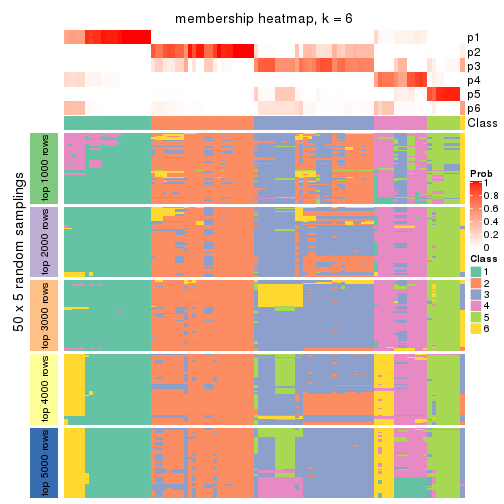 membership heatmap, k = 6
p1
p2
p3
p4
p5
p6
Class
50 x 5 random samplings
top 1000 rows
top 2000 rows
top 3000 rows
top 4000 rows
top 5000 rows
Prob
1
0.8
0.6
0.4
0.2
0
Class
1
2
3
4
5
6